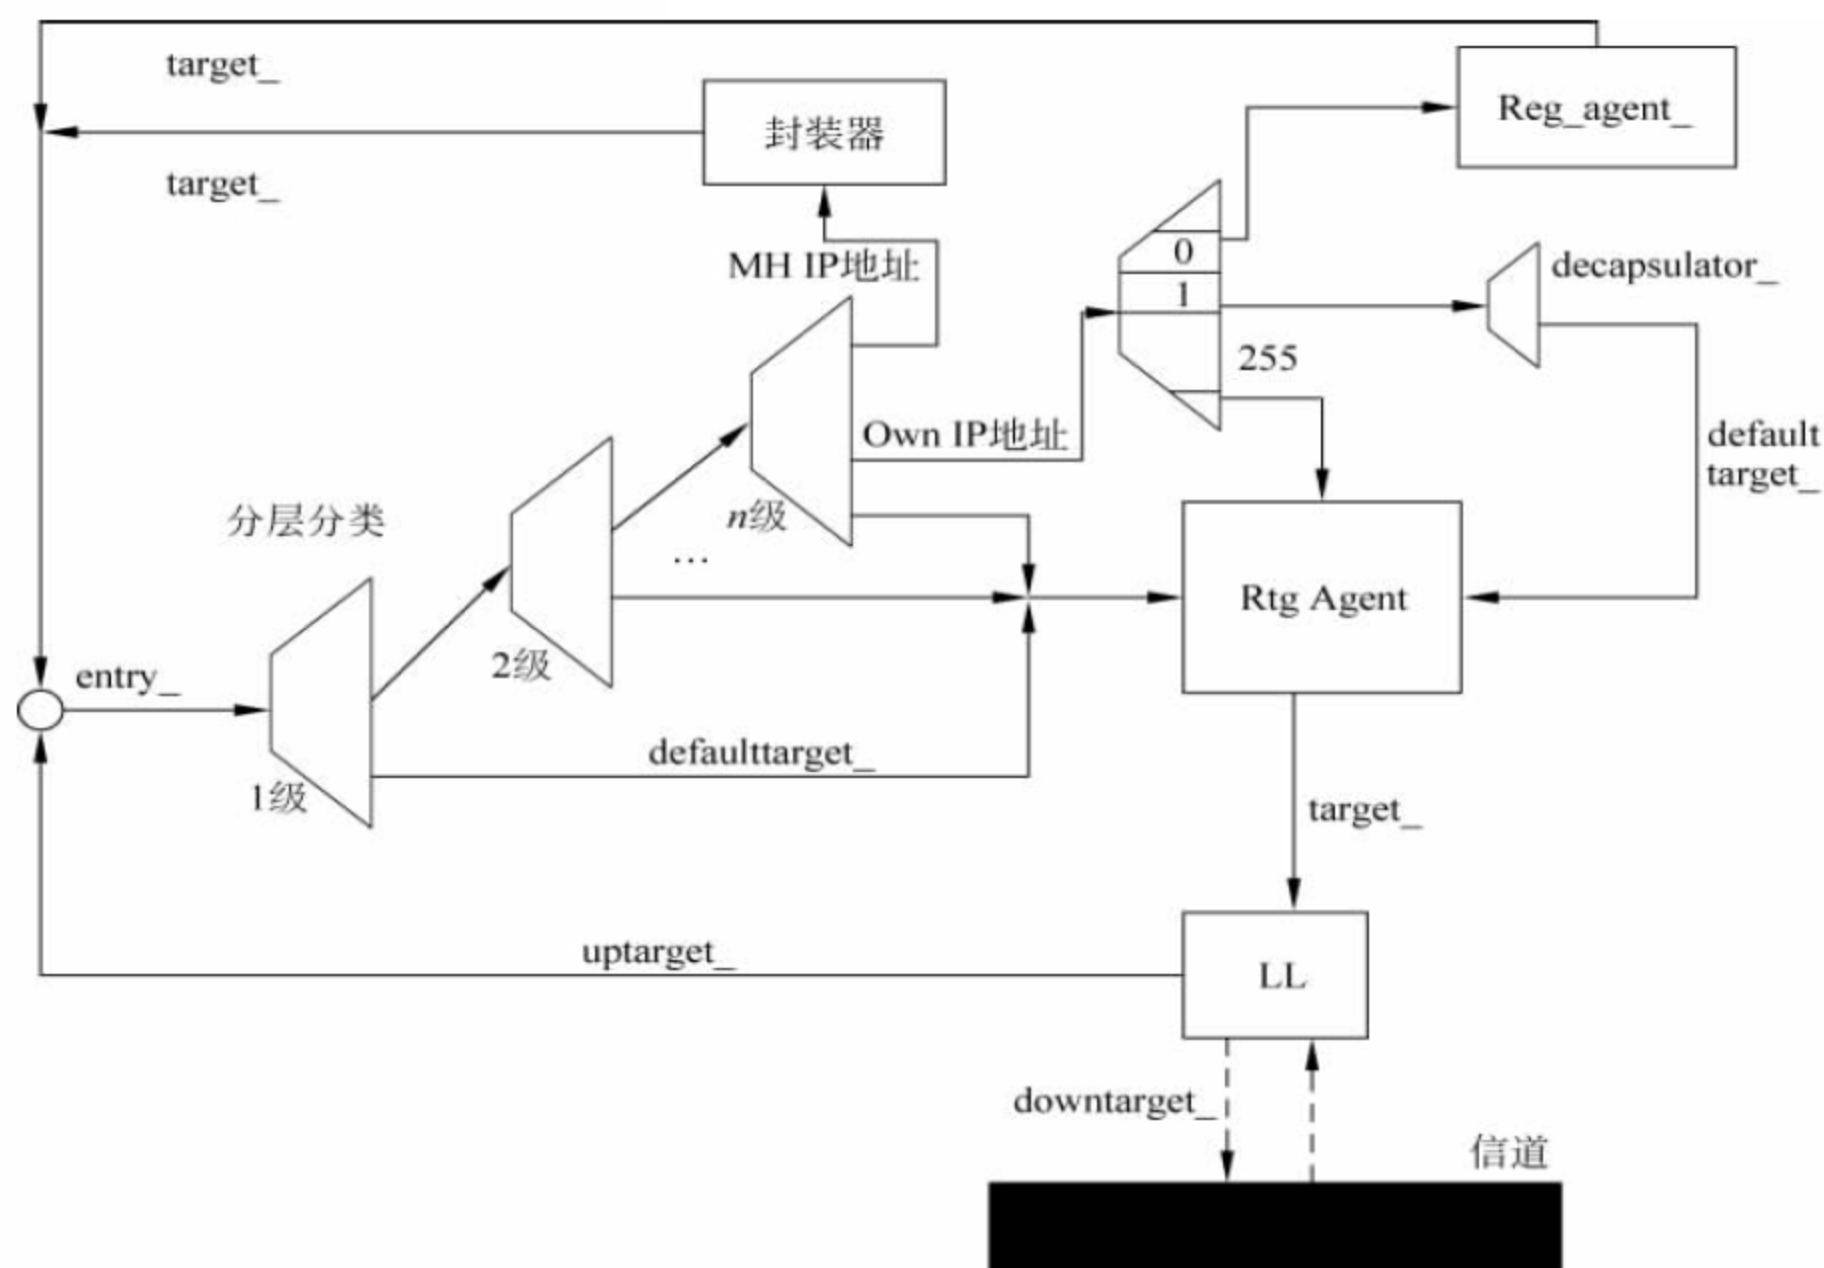 target_
Reg_agent_
封装器
target_
MH IP地址
0
decapsulator_
1
255
Own IP地址
default
target_
n级
分层分类
...
Rtg Agent
2级
entry_
defaulttarget_
1级
target_
uptarget_
LL
downtarget_
信道